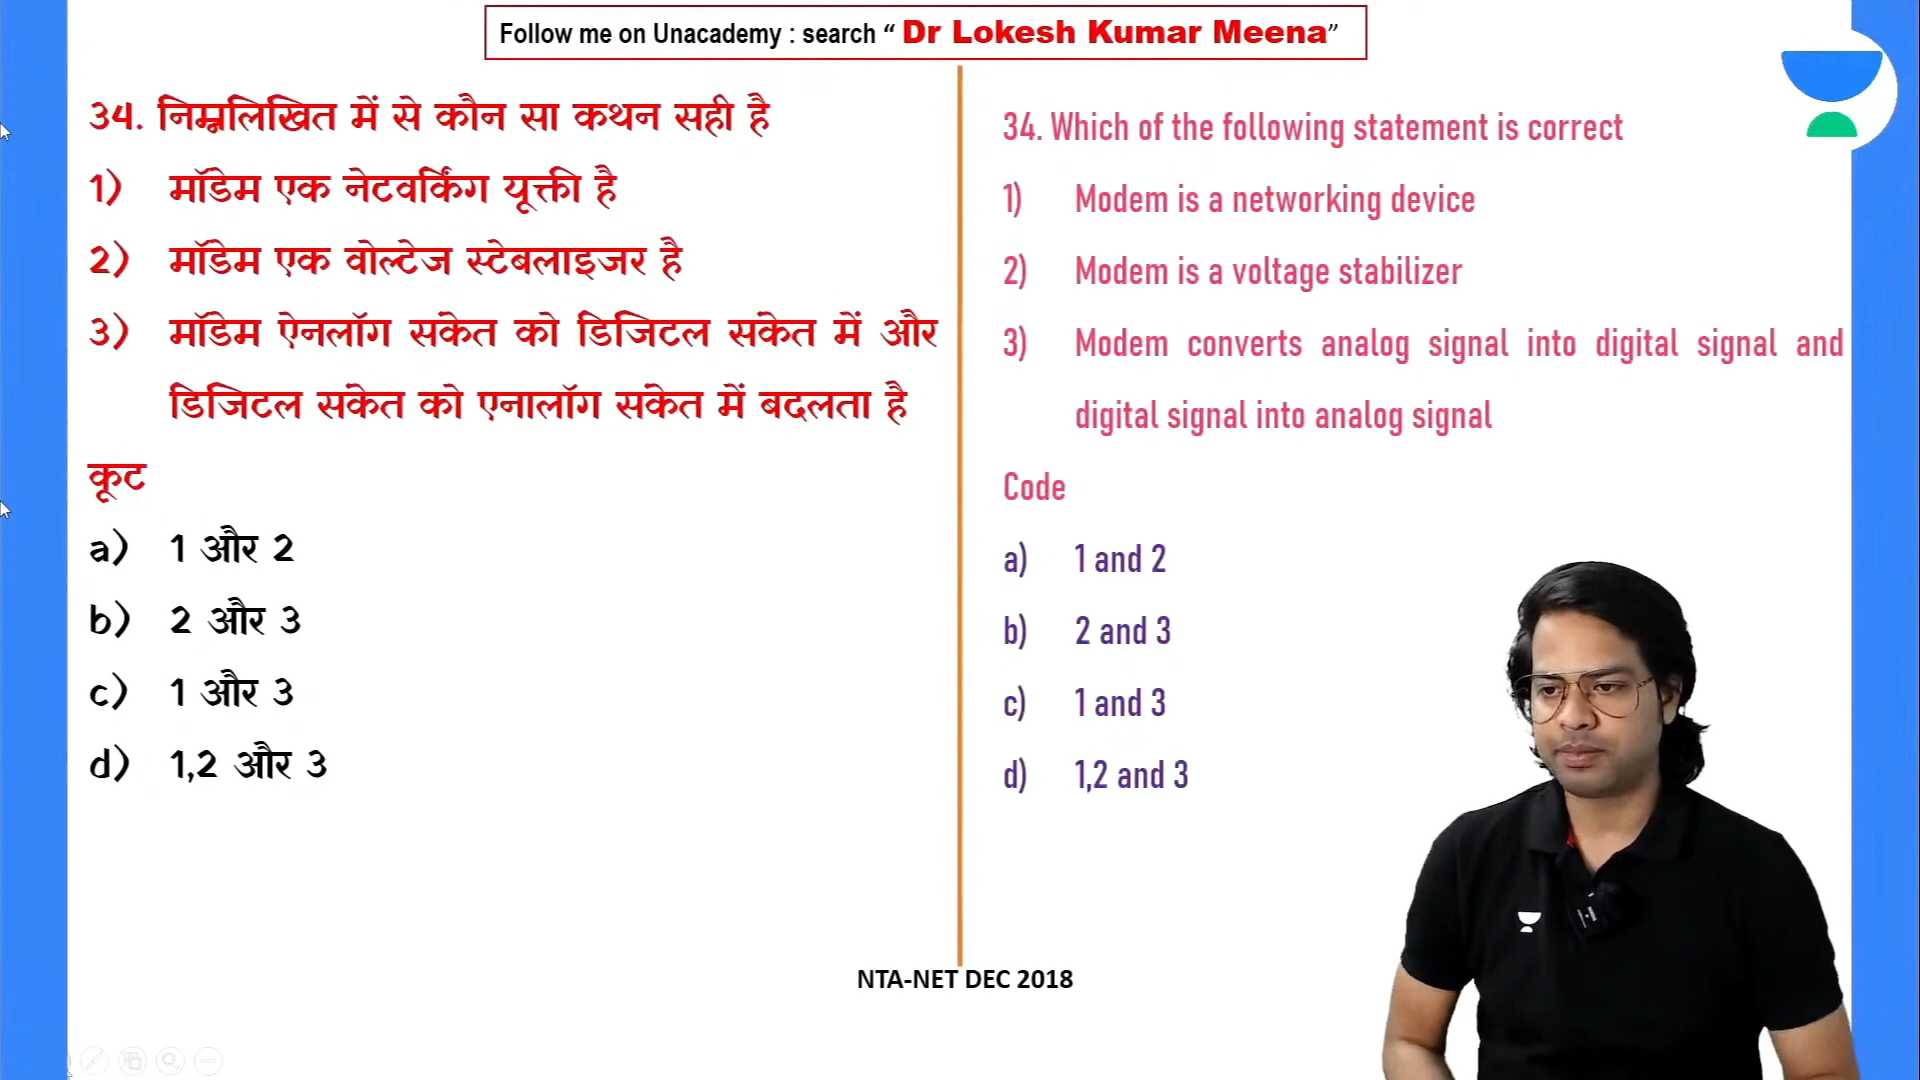 Follow me on Unacademy : search “ Dr Lokesh Kumar Meena”
34. निम्नलिखित में से कौन सा कथन सही है
1) मॉडेम एक नेटवर्किंग यूक्ती है
2) मॉडेम एक वोल्टेज स्टेबलाइजर है
3) मॉडेम ऐनलॉग संकेत को डिजिटल संकेत में और
डिजिटल संकेत को एनालॉग संकेत में बदलता है
कूट
a) 1 और 2
b) 2 और 3
c) 1 और 3
d) 1,2 और 3
34. Which of the following statement is correct
1) Modem is a networking device
2) Modem is a voltage stabilizer
3) Modem converts analog signal into digital signal and
digital signal into analog signal
Code
a) 1 and 2
b) 2 and 3
c) 1 and 3
d) 1,2 and 3
NTA-NET DEC 2018